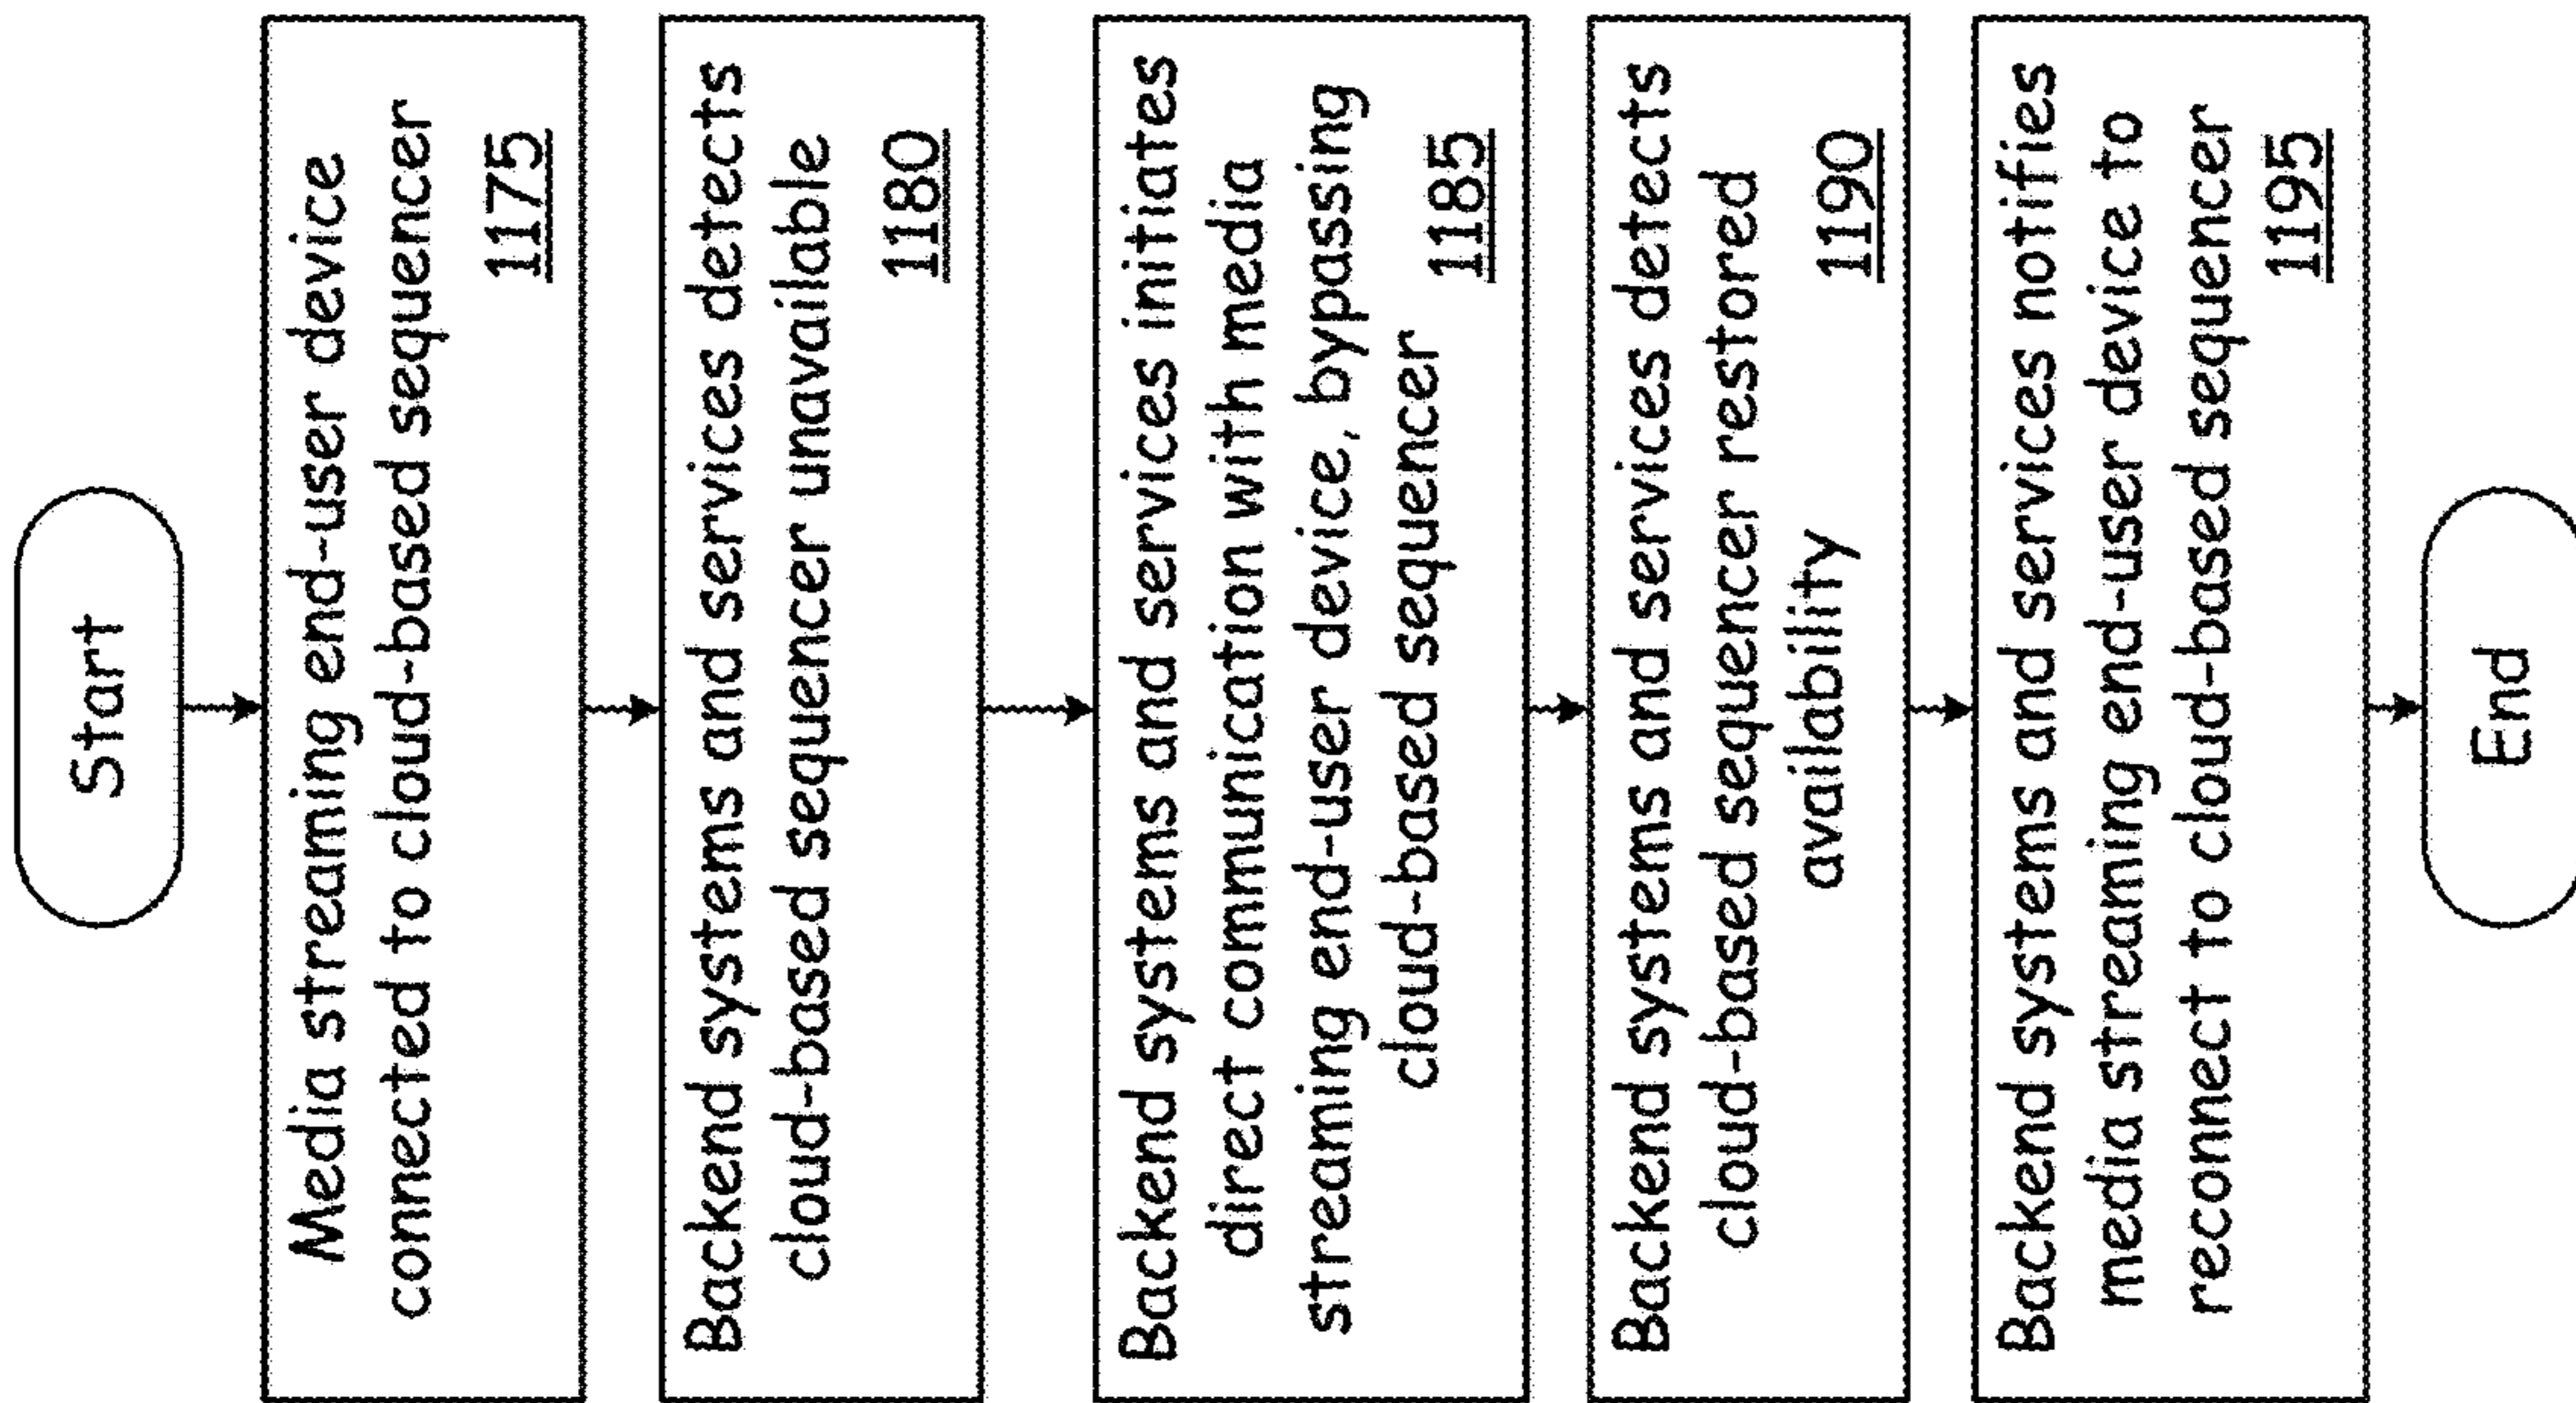 Start
Media streaming end-user device
connected to cloud-based sequencer
1175
Backend systems and services detects
cloud-based sequencer unavailable
1180
Backend systems and services initiates
direct communication with media
streaming end-user device, bypassing
cloud-based sequencer
1185
Backend systems and services detects
cloud-based sequencer restored
availability
1190
Backend systems and services notifies
media streaming end-user device to
reconnect to cloud-based sequencer
1195
End